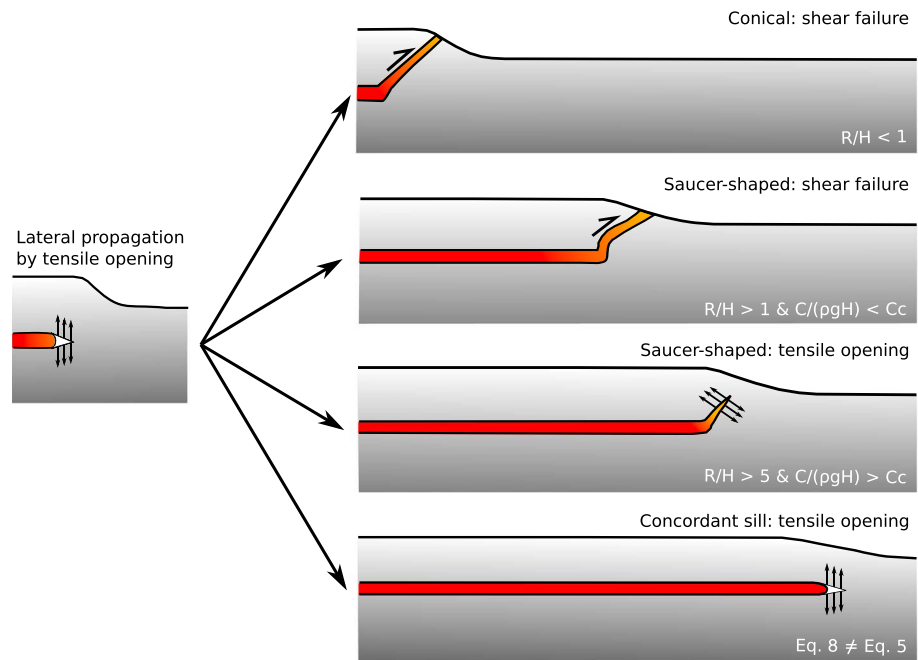 Conical: shear failure
R/H < 1
Saucer-shaped: shear failure
Lateral propagation
by tensile opening
R/H > 1 & C/(ρgH) < Cc
Saucer-shaped: tensile opening
R/H > 5 & C/(ρgH) > Cc
Concordant sill: tensile opening
Eq. 8 ≠ Eq. 5